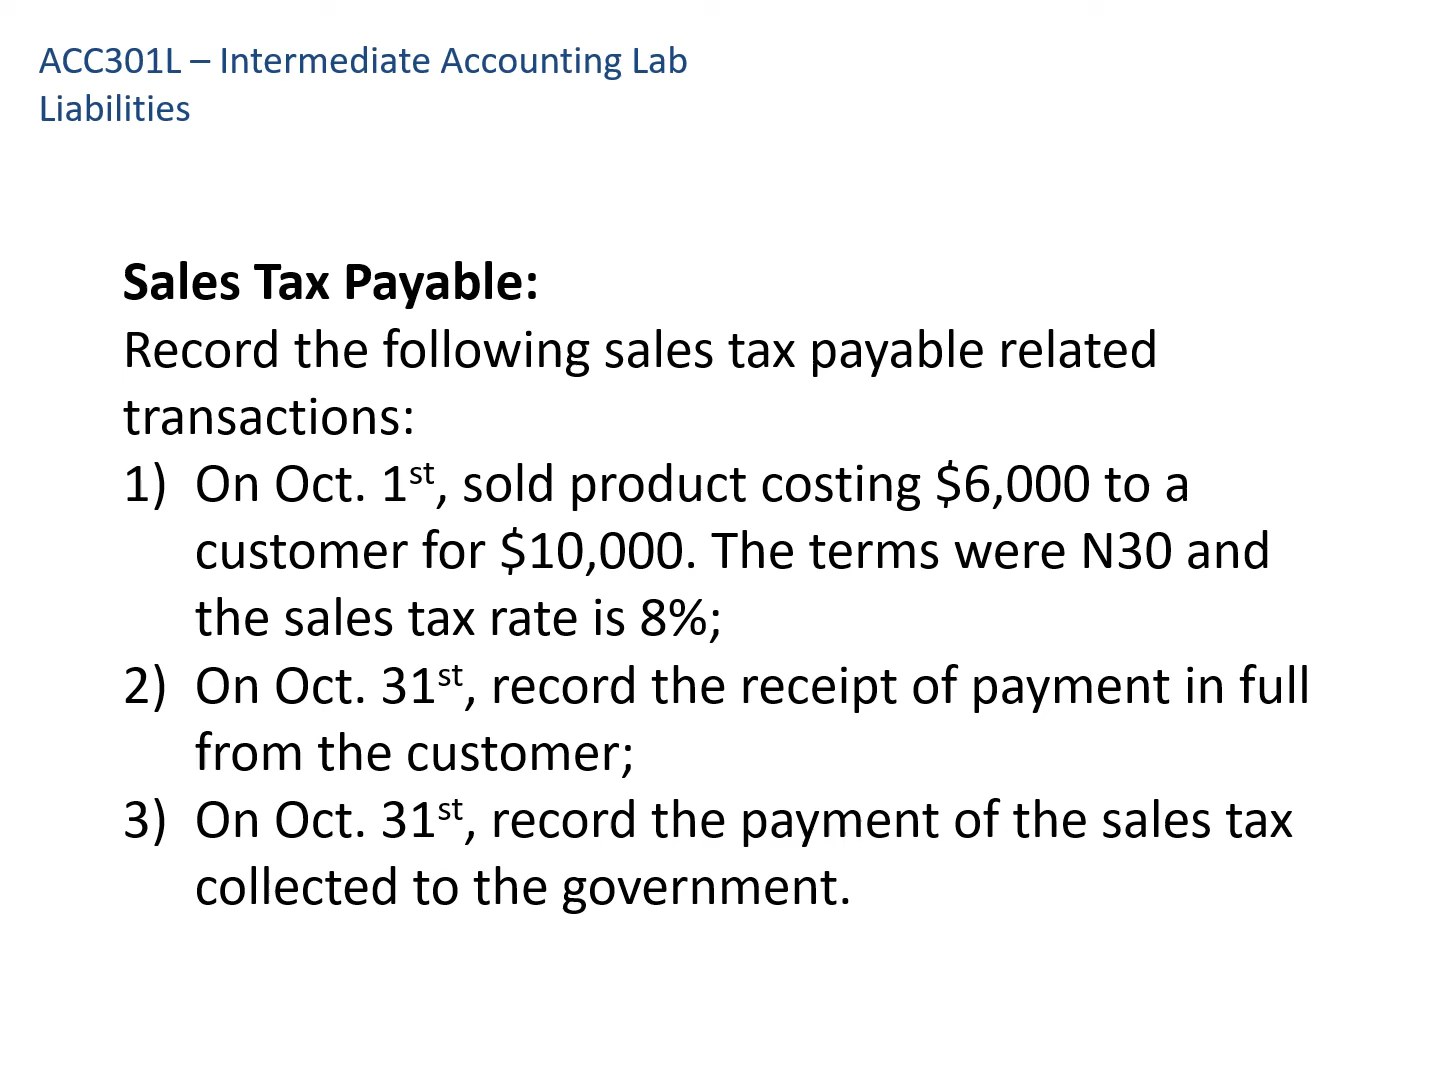 ACC301L – Intermediate Accounting Lab
Liabilities
Sales Tax Payable:
Record the following sales tax payable related
transactions:
1) On Oct. 1st, sold product costing $6,000 to a
customer for $10,000. The terms were N30 and
the sales tax rate is 8%;
2) On Oct. 31st, record the receipt of payment in full
from the customer;
3) On Oct. 31st, record the payment of the sales tax
collected to the government.